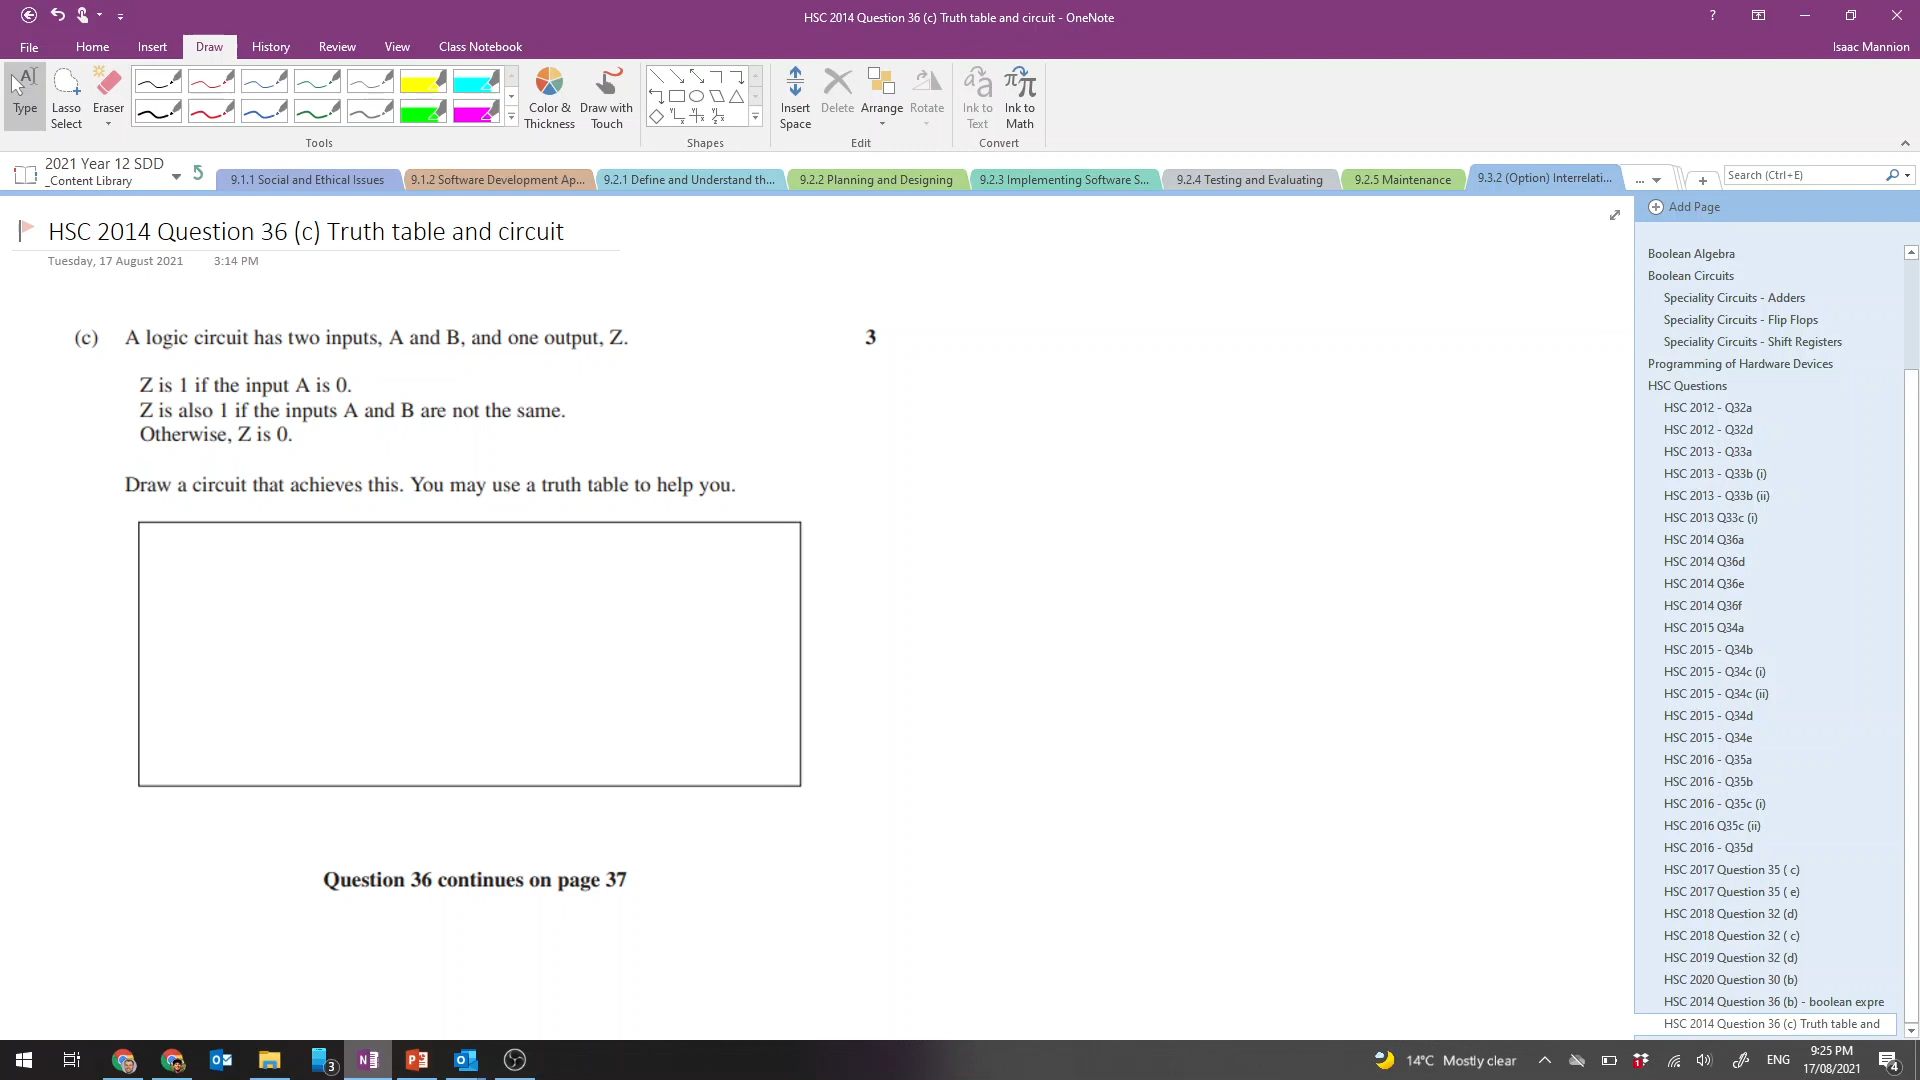 HSC 2014 Question 36 (c) Truth table and circuit - OneNote
?
File
Home
Insert
Draw
History
Review
View
Class Notebook
Isaac Mannion
Type
Lasso
Select
Eraser
Color &
Thickness
Draw with
Touch
Insert
Space
Delete
Arrange
Rotate
Ink to
Text
Ink to
Math
Tools
Shapes
Edit
Convert
2021 Year 12 SDD
_Content Library
9.1.1 Social and Ethical Issues
9.1.2 Software Development Ap...
9.2.1 Define and Understand th...
9.2.2 Planning and Designing
9.2.3 Implementing Software S...
9.2.4 Testing and Evaluating
9.2.5 Maintenance
9.3.2 (Option) Interrelati...
...
Search (Ctrl+E)
Add Page
HSC 2014 Question 36 (c) Truth table and circuit
Tuesday, 17 August 2021 3:14 PM
(c) A logic circuit has two inputs, A and B, and one output, Z. 3
Z is 1 if the input A is 0.
Z is also 1 if the inputs A and B are not the same.
Otherwise, Z is 0.
Draw a circuit that achieves this. You may use a truth table to help you.
Question 36 continues on page 37
Boolean Algebra
Boolean Circuits
Speciality Circuits - Adders
Speciality Circuits - Flip Flops
Speciality Circuits - Shift Registers
Programming of Hardware Devices
HSC Questions
HSC 2012 - Q32a
HSC 2012 - Q32d
HSC 2013 - Q33a
HSC 2013 - Q33b (i)
HSC 2013 - Q33b (ii)
HSC 2013 Q33c (i)
HSC 2014 Q36a
HSC 2014 Q36d
HSC 2014 Q36e
HSC 2014 Q36f
HSC 2015 Q34a
HSC 2015 - Q34b
HSC 2015 - Q34c (i)
HSC 2015 - Q34c (ii)
HSC 2015 - Q34d
HSC 2015 - Q34e
HSC 2016 - Q35a
HSC 2016 - Q35b
HSC 2016 - Q35c (i)
HSC 2016 Q35c (ii)
HSC 2016 - Q35d
HSC 2017 Question 35 ( c)
HSC 2017 Question 35 ( e)
HSC 2018 Question 32 (d)
HSC 2018 Question 32 ( c)
HSC 2019 Question 32 (d)
HSC 2020 Question 30 (b)
HSC 2014 Question 36 (b) - boolean expre
HSC 2014 Question 36 (c) Truth table and
3
14°C Mostly clear
ENG
9:25 PM
17/08/2021
4